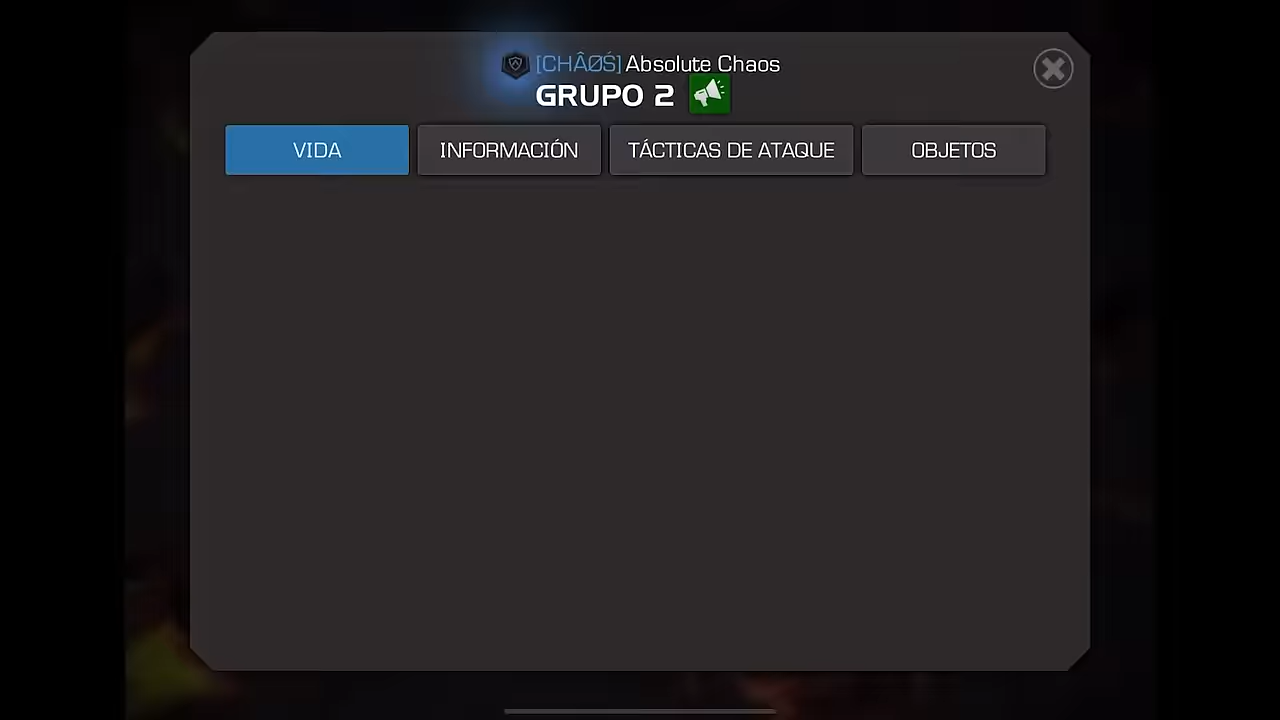 [CHÂØŚ] Absolute Chaos
GRUPO 2
VIDA
INFORMACIÓN
TÁCTICAS DE ATAQUE
OBJETOS